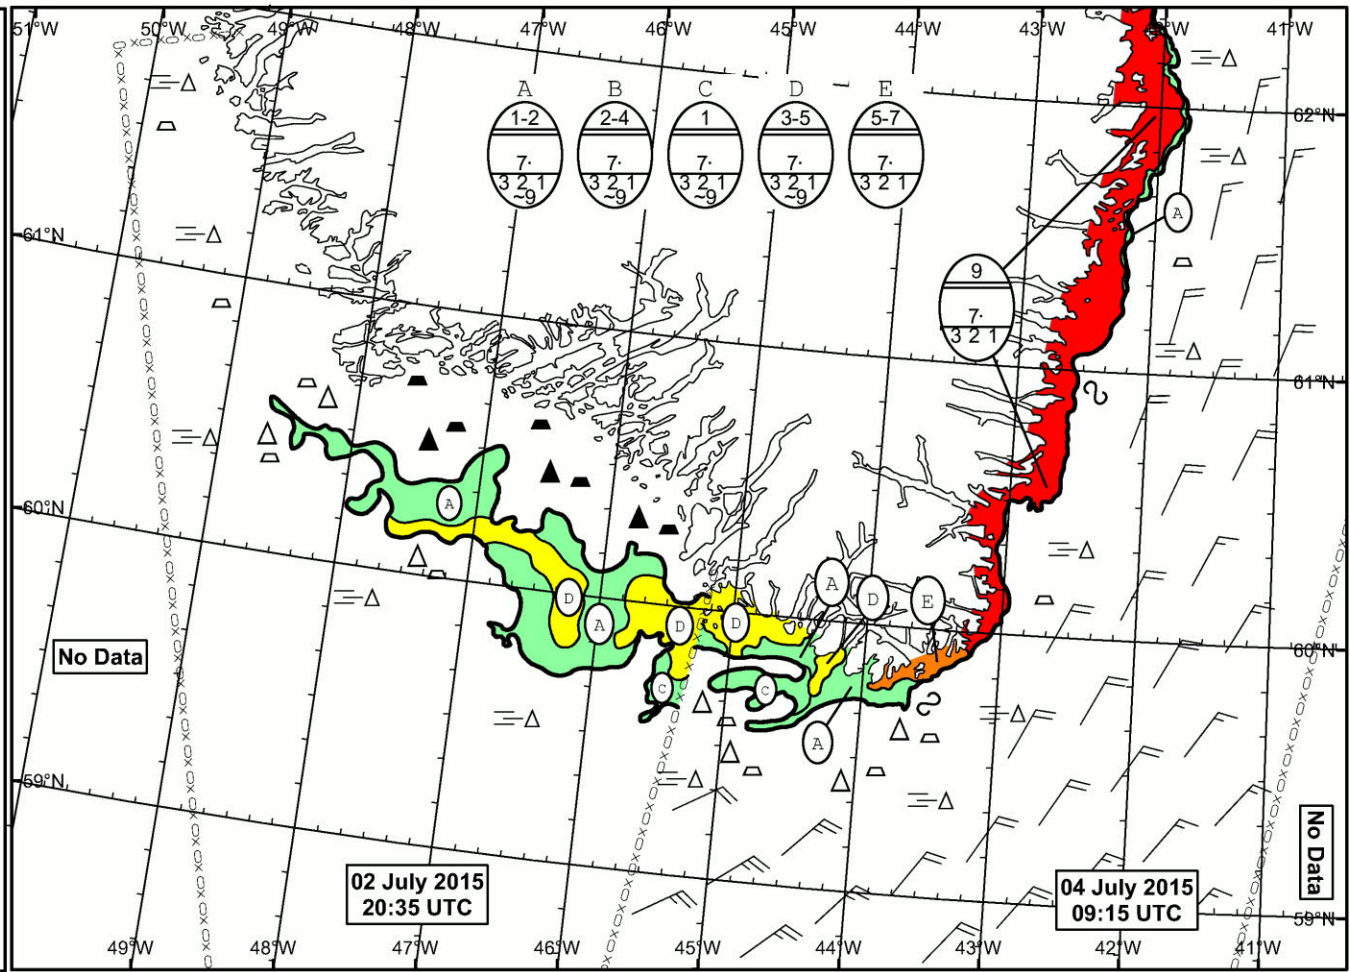 51°W 50°W 49°W 48°W 47°W 46°W 45°W 44°W 43°W 42°W 41°W
A B C D E
1-2 2-4 1 3-5 5-7
7· 7· 7· 7· 7·
3 2 1 3 2 1 3 2 1 3 2 1 3 2 1
~9 ~9 ~9 ~9
62°N
A
61°N
9
7·
3 2 1
61°N
60°N
A
A D E
D A D D
No Data
60°N
C C
A
59°N
No Data
02 July 2015
20:35 UTC
04 July 2015
09:15 UTC
59°N
49°W 48°W 47°W 46°W 45°W 44°W 43°W 42°W 41°W